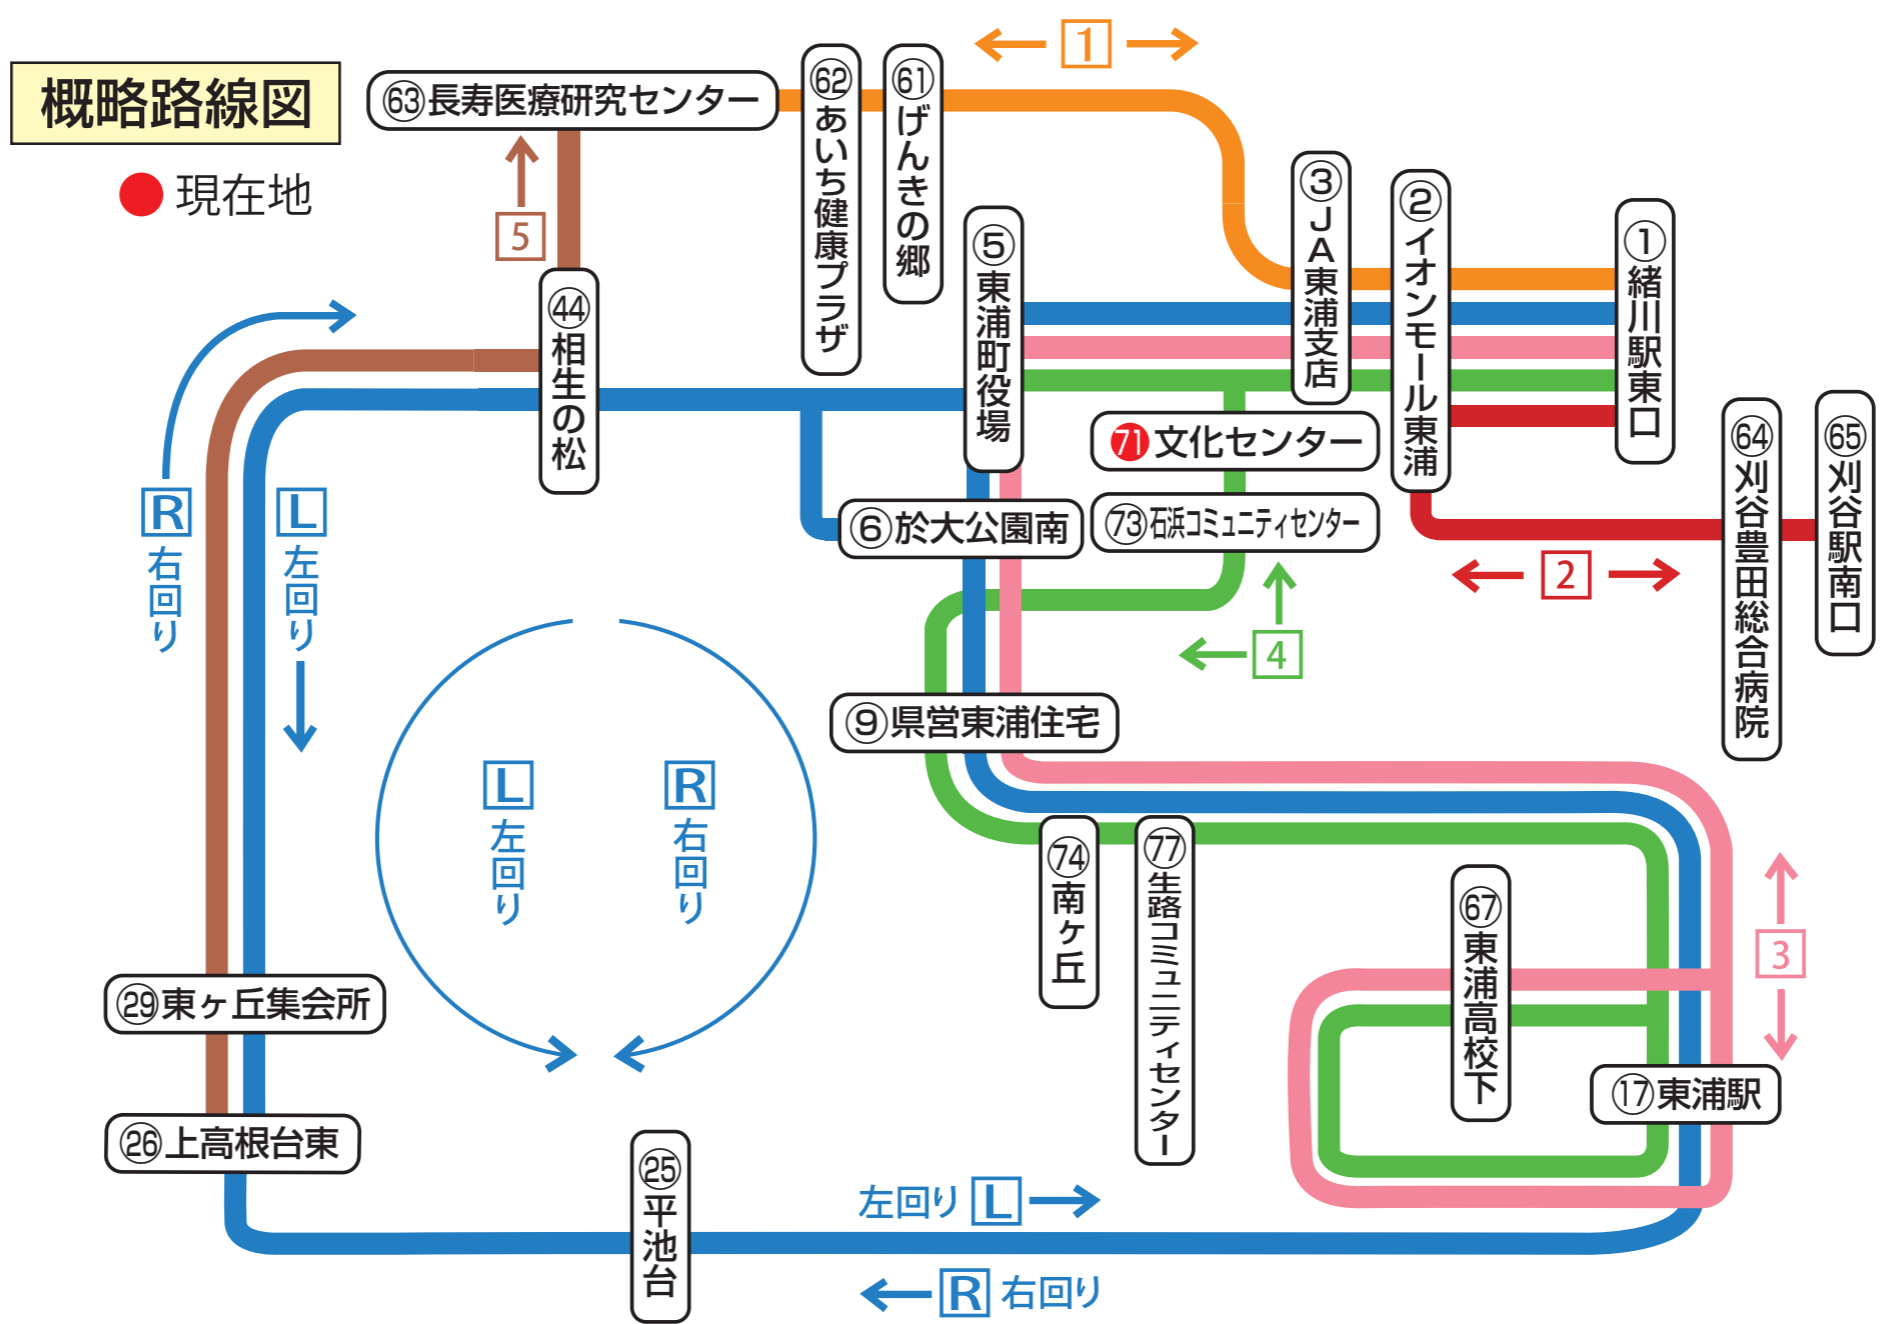 概略路線図
現在地
1
㊿+13長寿医療研究センター
62あいち健康プラザ
61げんきの郷
5
③JA東浦支店
②イオンモール東浦
①緒川駅東口
⑤東浦町役場
㊹相生の松
71文化センター
64刈谷豊田総合病院
65刈谷駅南口
R
右回り
L
左回り
⑥於大公園南
73石浜コミュニティセンター
2
4
⑨県営東浦住宅
L
左回り
R
右回り
74南ヶ丘
77生路コミュニティセンター
67東浦高校下
3
㉙東ヶ丘集会所
⑰東浦駅
㉖上高根台東
㉕平池台
左回り L
R 右回り